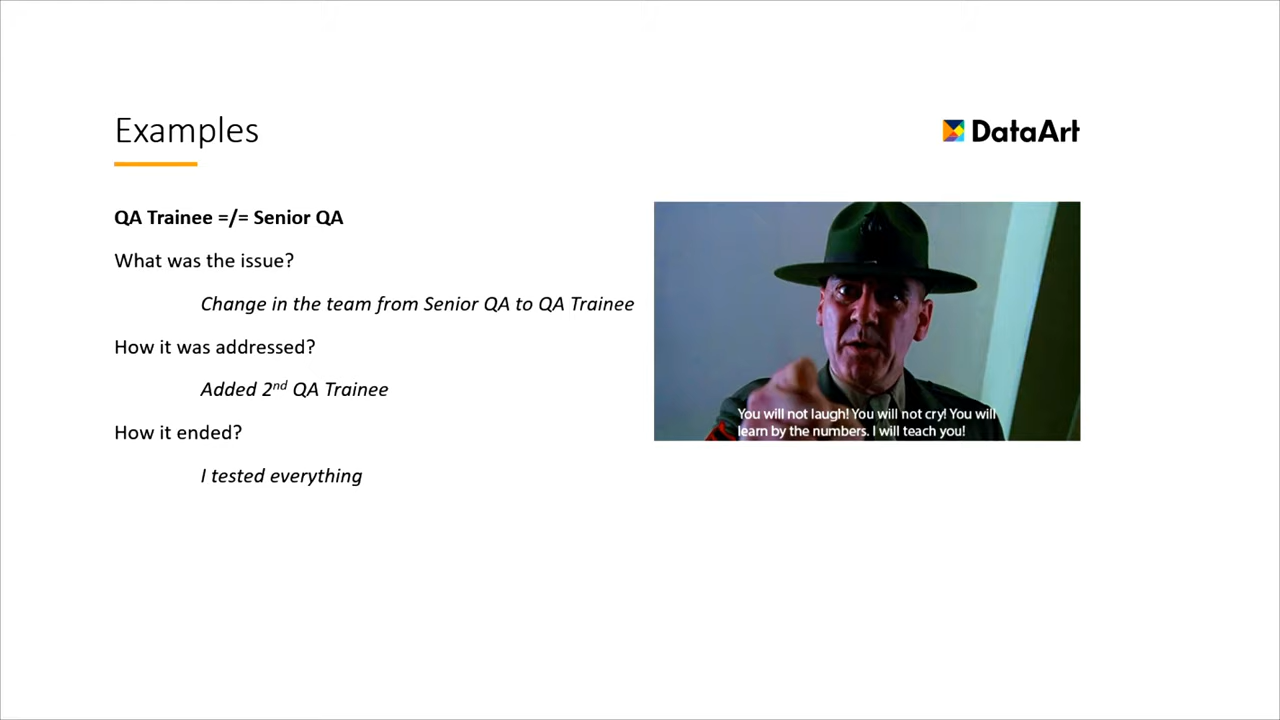 Examples
DataArt
QA Trainee =/= Senior QA
What was the issue?
Change in the team from Senior QA to QA Trainee
How it was addressed?
Added 2nd QA Trainee
How it ended?
I tested everything
You will not laugh! You will not cry! You will
learn by the numbers. I will teach you!